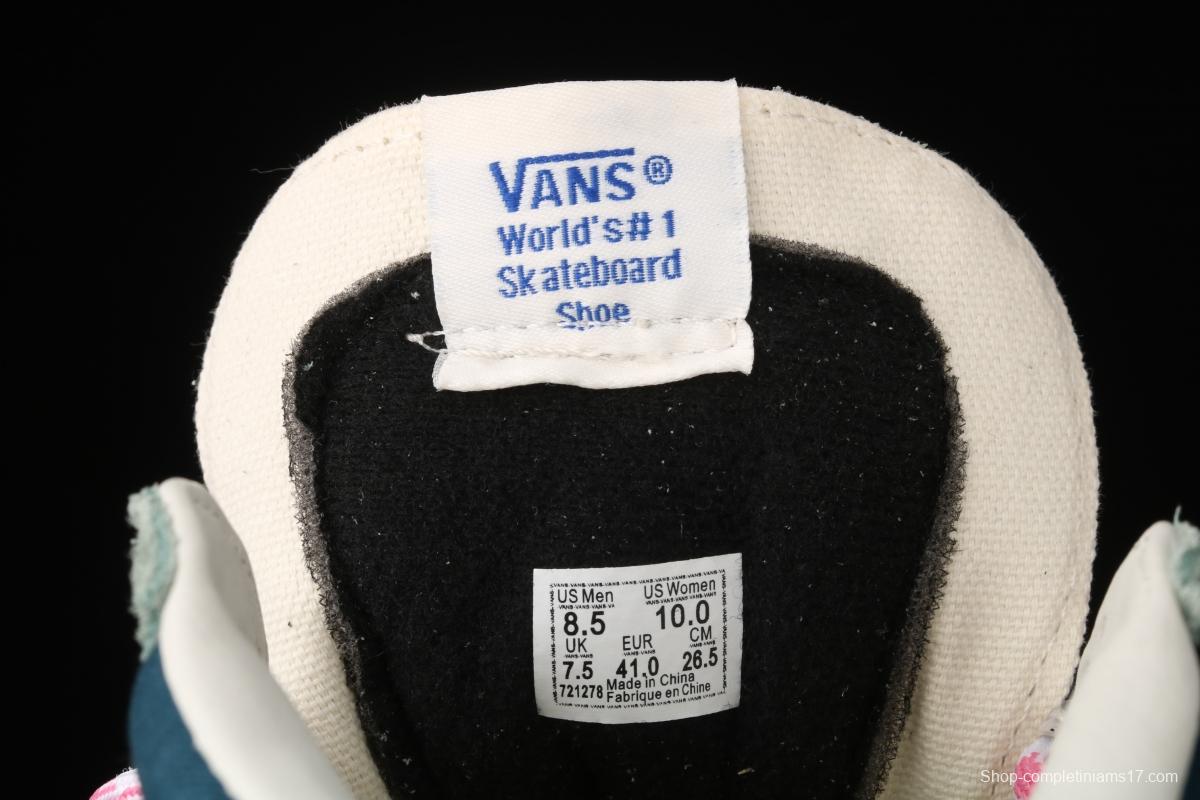 VANS®
World's# 1
Skateboard
Shoe
US Men US Women
8.5 10.0
UK EUR CM
7.5 41.0 26.5
721278 Made in China
Fabrique en Chine
Shop-completiniams17.com